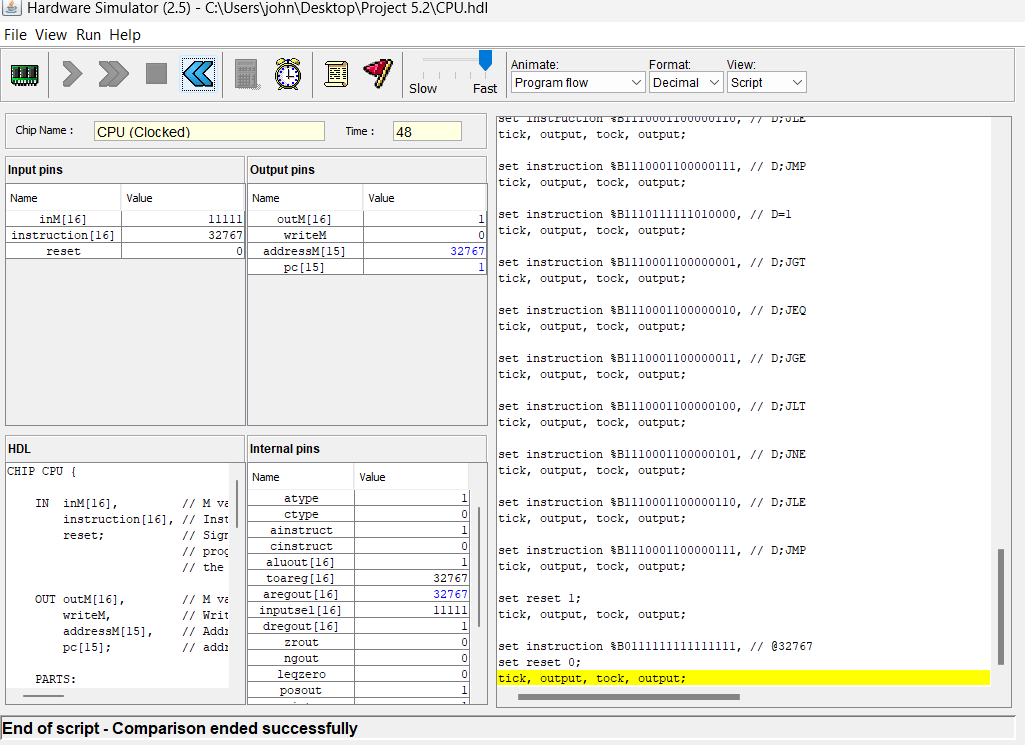 Hardware Simulator (2.5) - C:\Users\john\Desktop\Project 5.2\CPU.hdl
File View Run Help
Slow Fast
Animate: Format: View:
Program flow Decimal Script
Chip Name : CPU (Clocked) Time : 48
Input pins
Name Value
inM[16] 11111
instruction[16] 32767
reset 0
Output pins
Name Value
outM[16] 1
writeM 0
addressM[15] 32767
pc[15] 1
HDL
CHIP CPU {
IN inM[16], // M va
instruction[16], // Inst
reset; // Sign
// prog
// the
OUT outM[16], // M va
writeM, // Writ
addressM[15], // Addr
pc[15]; // addr
PARTS:
Internal pins
Name Value
atype 1
ctype 0
ainstruct 1
cinstruct 0
aluout[16] 1
toareg[16] 32767
aregout[16] 32767
inputsel[16] 11111
dregout[16] 1
zrout 0
ngout 0
leqzero 0
posout 1
set instruction %B1110001100000110, // D;JLE
tick, output, tock, output;
set instruction %B1110001100000111, // D;JMP
tick, output, tock, output;
set instruction %B1110111111010000, // D=1
tick, output, tock, output;
set instruction %B1110001100000001, // D;JGT
tick, output, tock, output;
set instruction %B1110001100000010, // D;JEQ
tick, output, tock, output;
set instruction %B1110001100000011, // D;JGE
tick, output, tock, output;
set instruction %B1110001100000100, // D;JLT
tick, output, tock, output;
set instruction %B1110001100000101, // D;JNE
tick, output, tock, output;
set instruction %B1110001100000110, // D;JLE
tick, output, tock, output;
set instruction %B1110001100000111, // D;JMP
tick, output, tock, output;
set reset 1;
tick, output, tock, output;
set instruction %B0111111111111111, // @32767
set reset 0;
tick, output, tock, output;
End of script - Comparison ended successfully